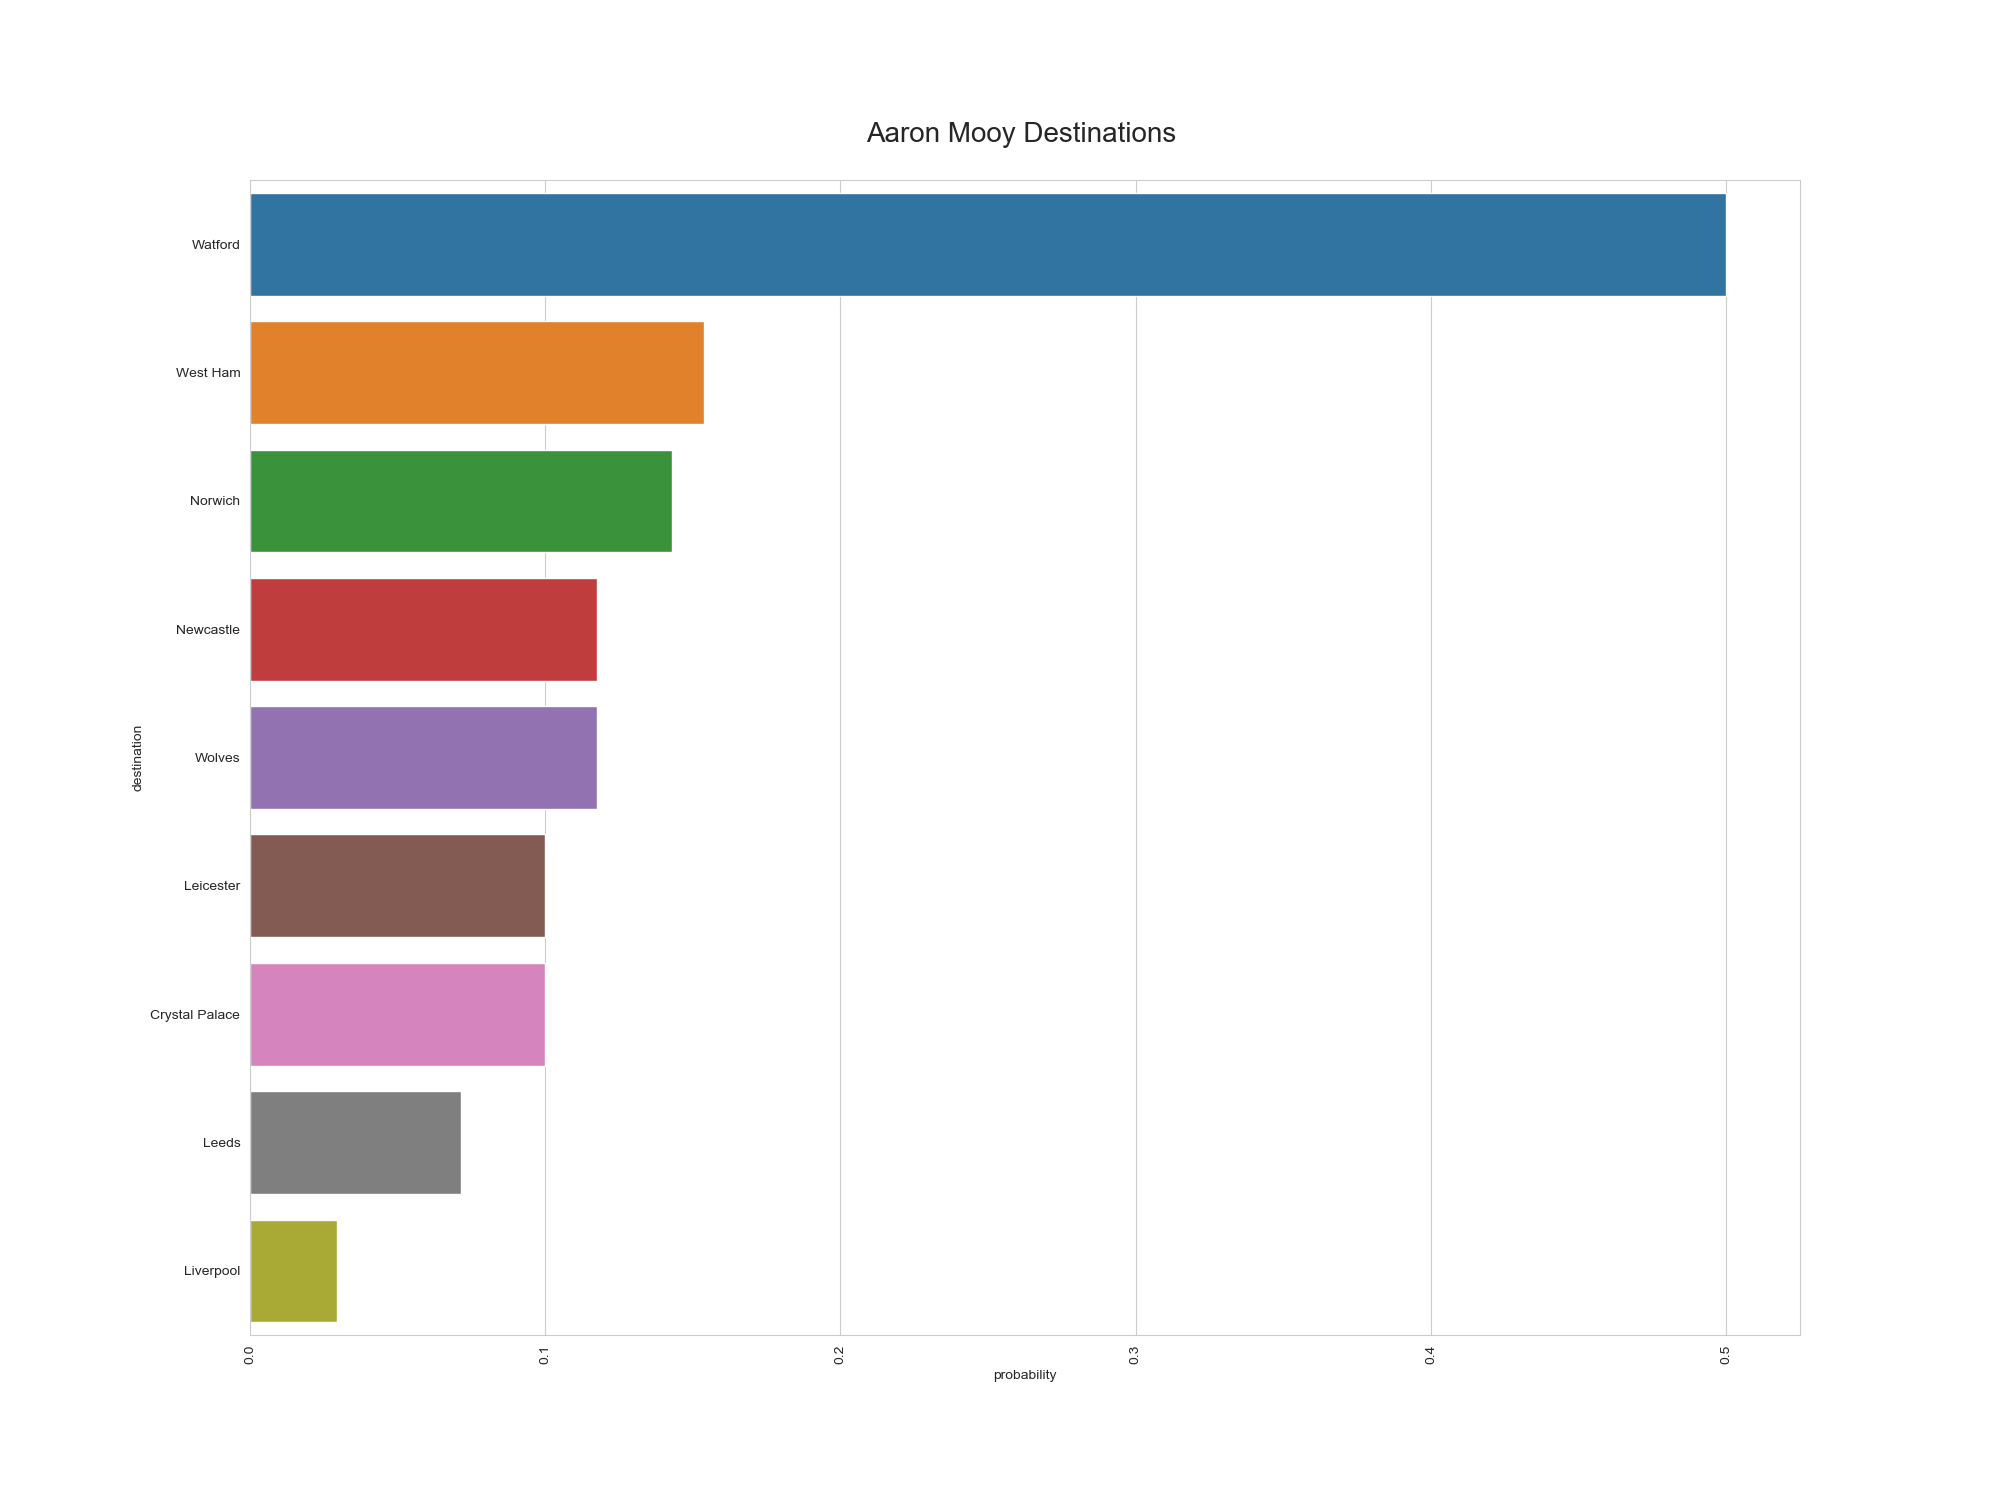 Aaron Mooy Destinations
Watford
West Ham
Norwich
Newcastle
Wolves
Leicester
Crystal Palace
Leeds
Liverpool
destination
0.0 0.1 0.2 0.3 0.4 0.5
probability